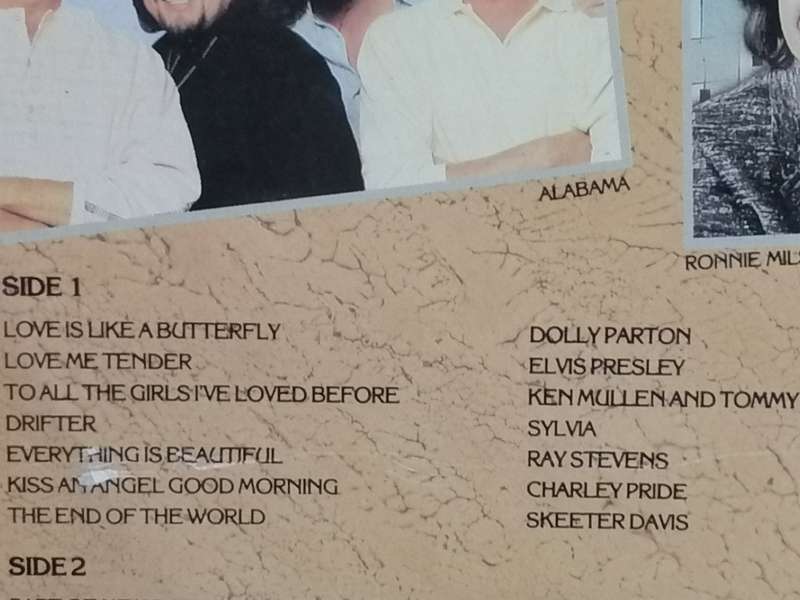 ALABAMA
RONNIE
SIDE 1
LOVE IS LIKE A BUTTERFLY DOLLY PARTON
LOVE ME TENDER ELVIS PRESLEY
TO ALL THE GIRLS I'VE LOVED BEFORE KEN MULLEN AND TOMMY
DRIFTER SYLVIA
EVERYTHING IS BEAUTIFUL RAY STEVENS
KISS AN ANGEL GOOD MORNING CHARLEY PRIDE
THE END OF THE WORLD SKEETER DAVIS
SIDE 2